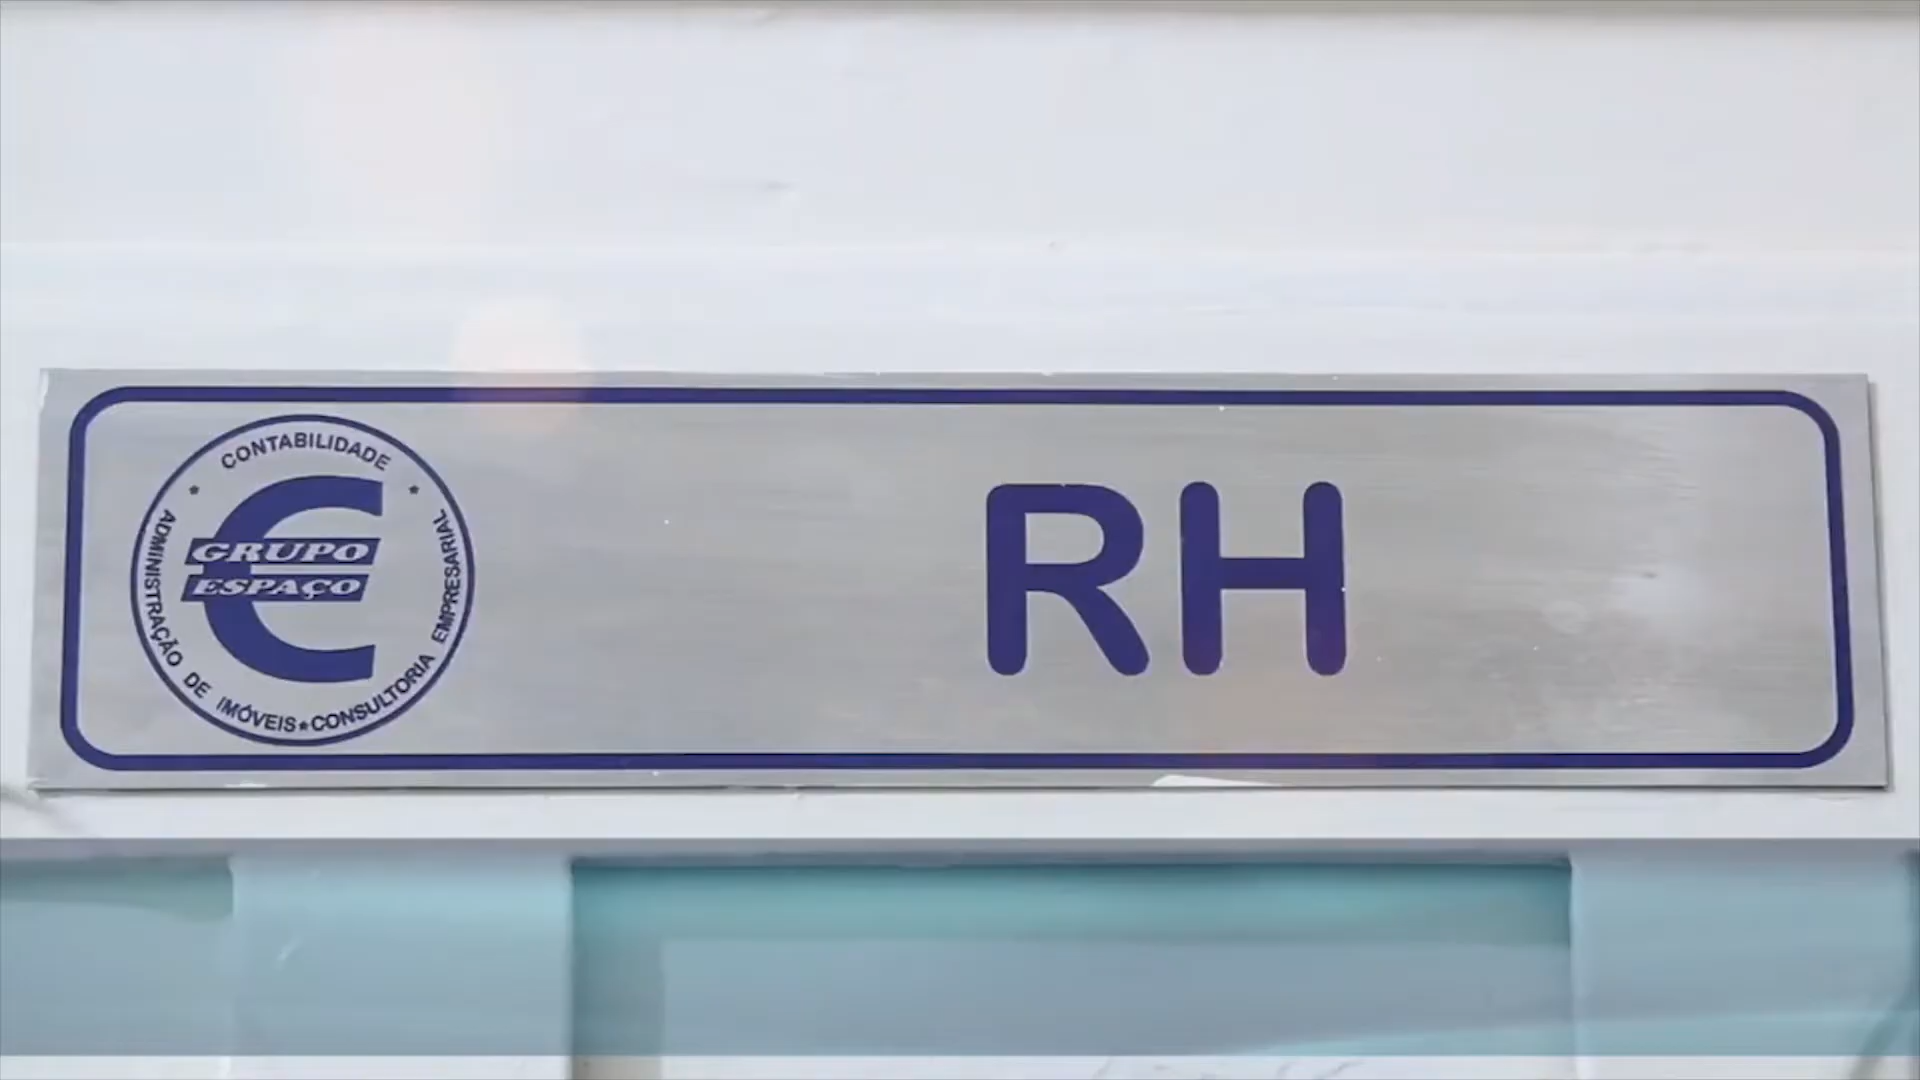 CONTABILIDADE
GRUPO
ESPAÇO
ADMINISTRAÇÃO DE IMÓVEIS★CONSULTORIA EMPRESARIAL
RH